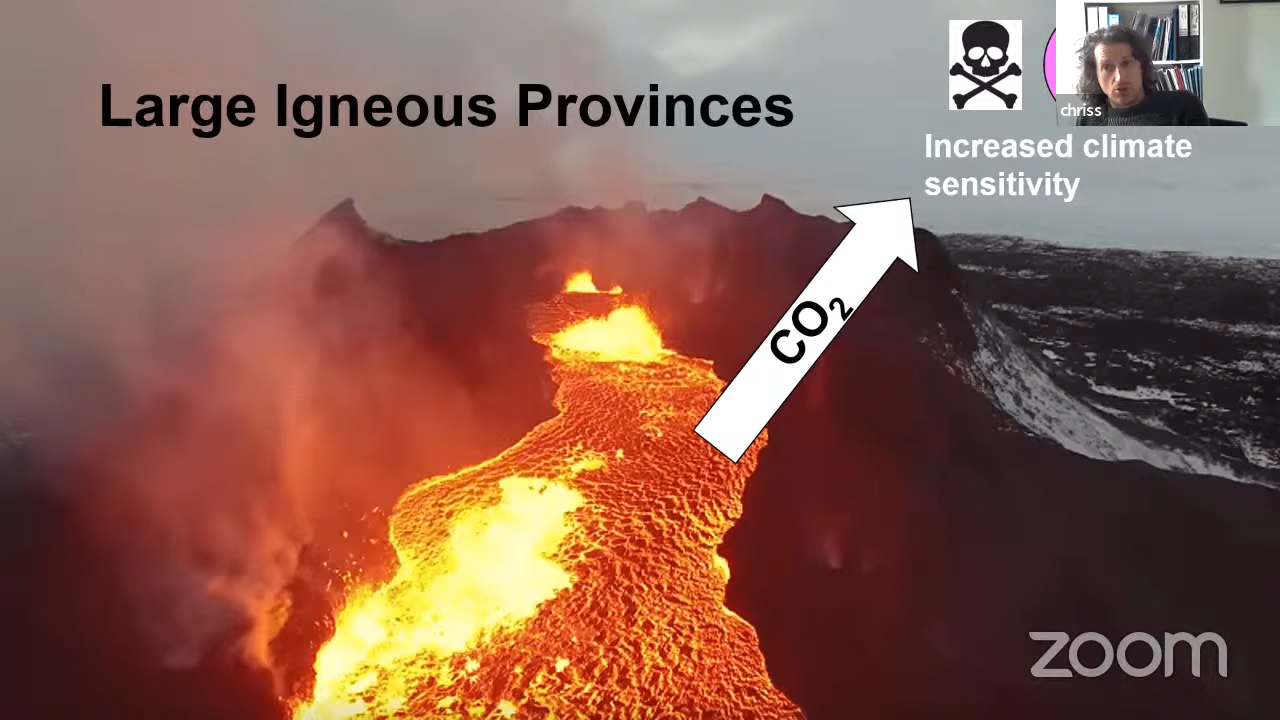 Large Igneous Provinces
chriss
Increased climate
sensitivity
CO₂
zoom